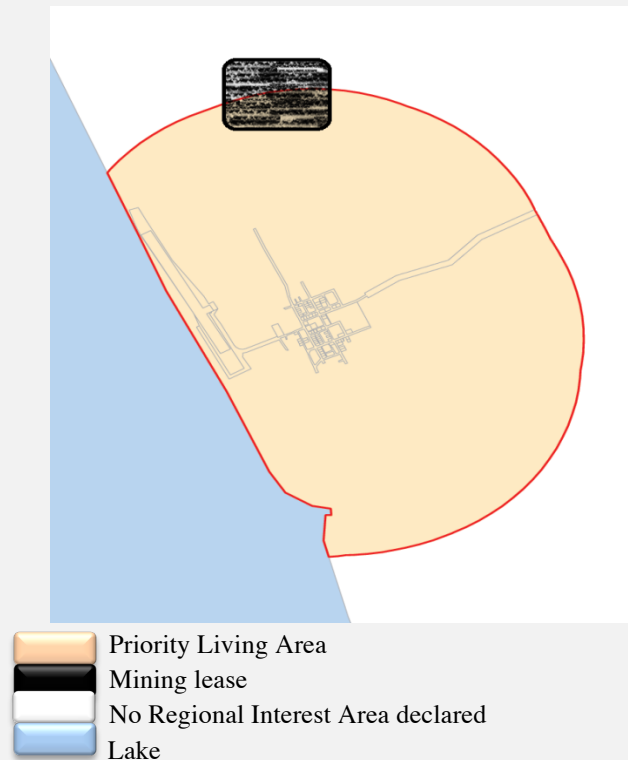 Priority Living Area
Mining lease
No Regional Interest Area declared
Lake